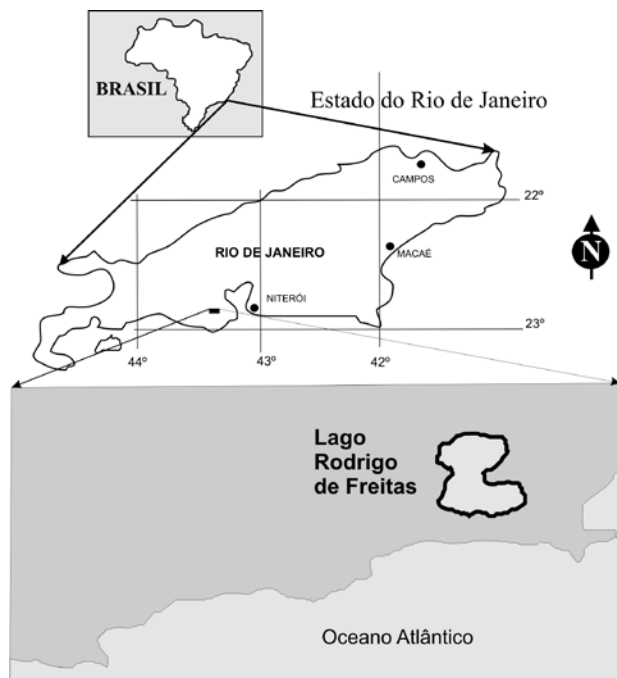 BRASIL
Estado do Rio de Janeiro
CAMPOS
22º
RIO DE JANEIRO
MACAÉ
N
NITERÓI
23º
44º
43º
42º
Lago
Rodrigo
de Freitas
Oceano Atlântico